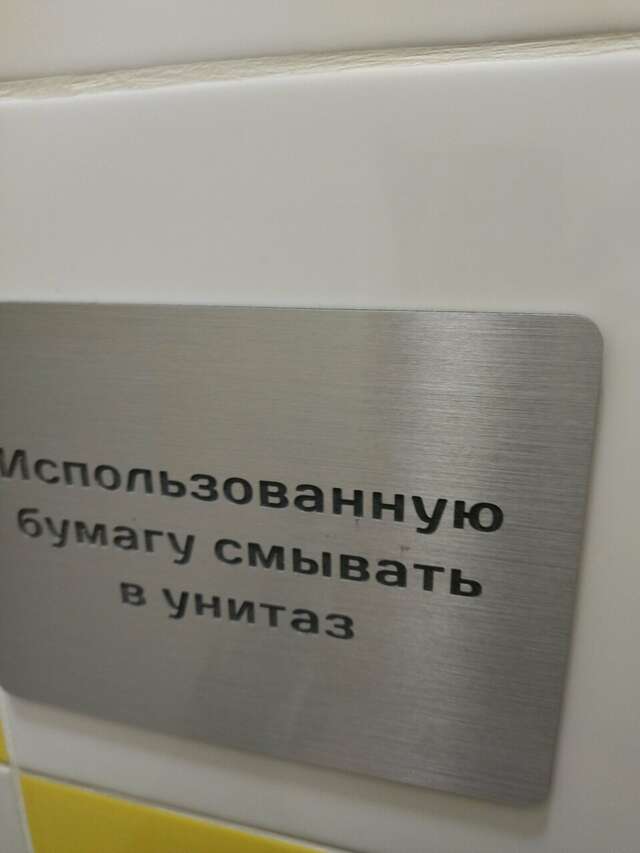 Использованную
бумагу смывать
в унитаз